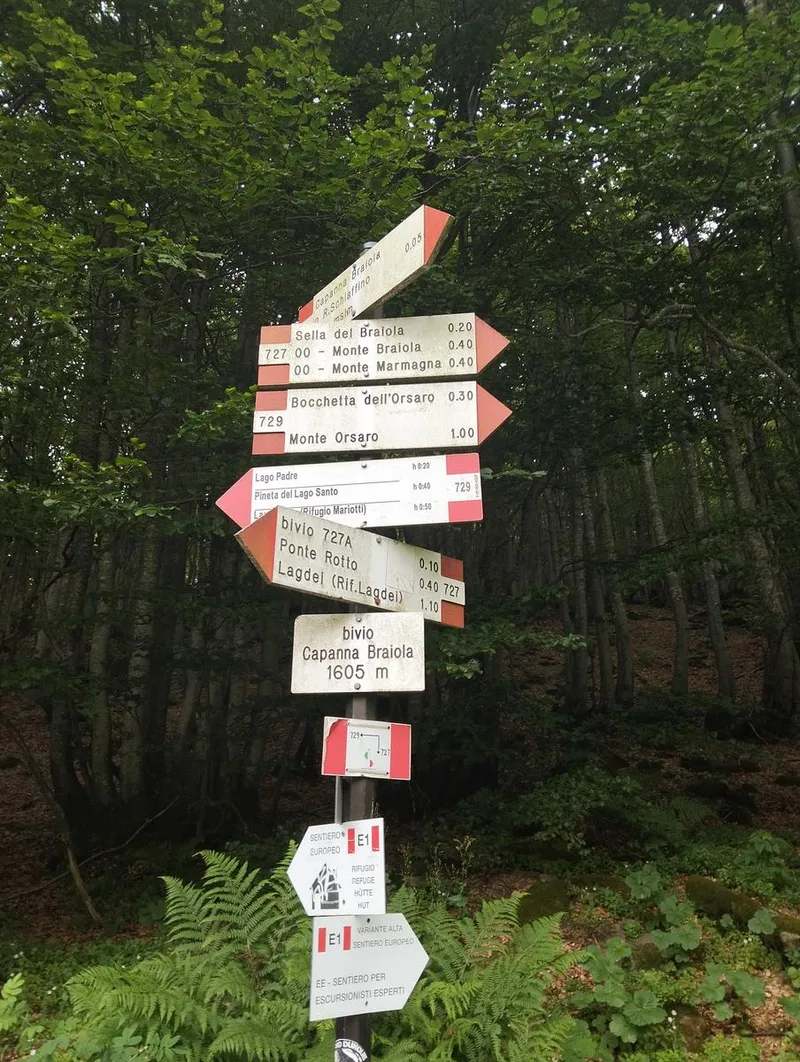 Capanna Braiola 0.05
R.Schiaffino
727 Sella del Braiola 0.20
00 - Monte Braiola 0.40
00 - Monte Marmagna 0.40
729 Bocchetta dell'Orsaro 0.30
Monte Orsaro 1.00
Lago Padre h 0:20
Pineta del Lago Santo h 0:40 729
(Rifugio Mariotti) h 0:50
bivio 727A 0.10
Ponte Rotto 0.40 727
Lagdei (Rif.Lagdei) 1.10
bivio
Capanna Braiola
1605 m
729
727
SENTIERO E1
EUROPEO
RIFUGIO
REFUGE
HÜTTE
HUT
E1 VARIANTE ALTA
SENTIERO EUROPEO
EE - SENTIERO PER
ESCURSIONISTI ESPERTI